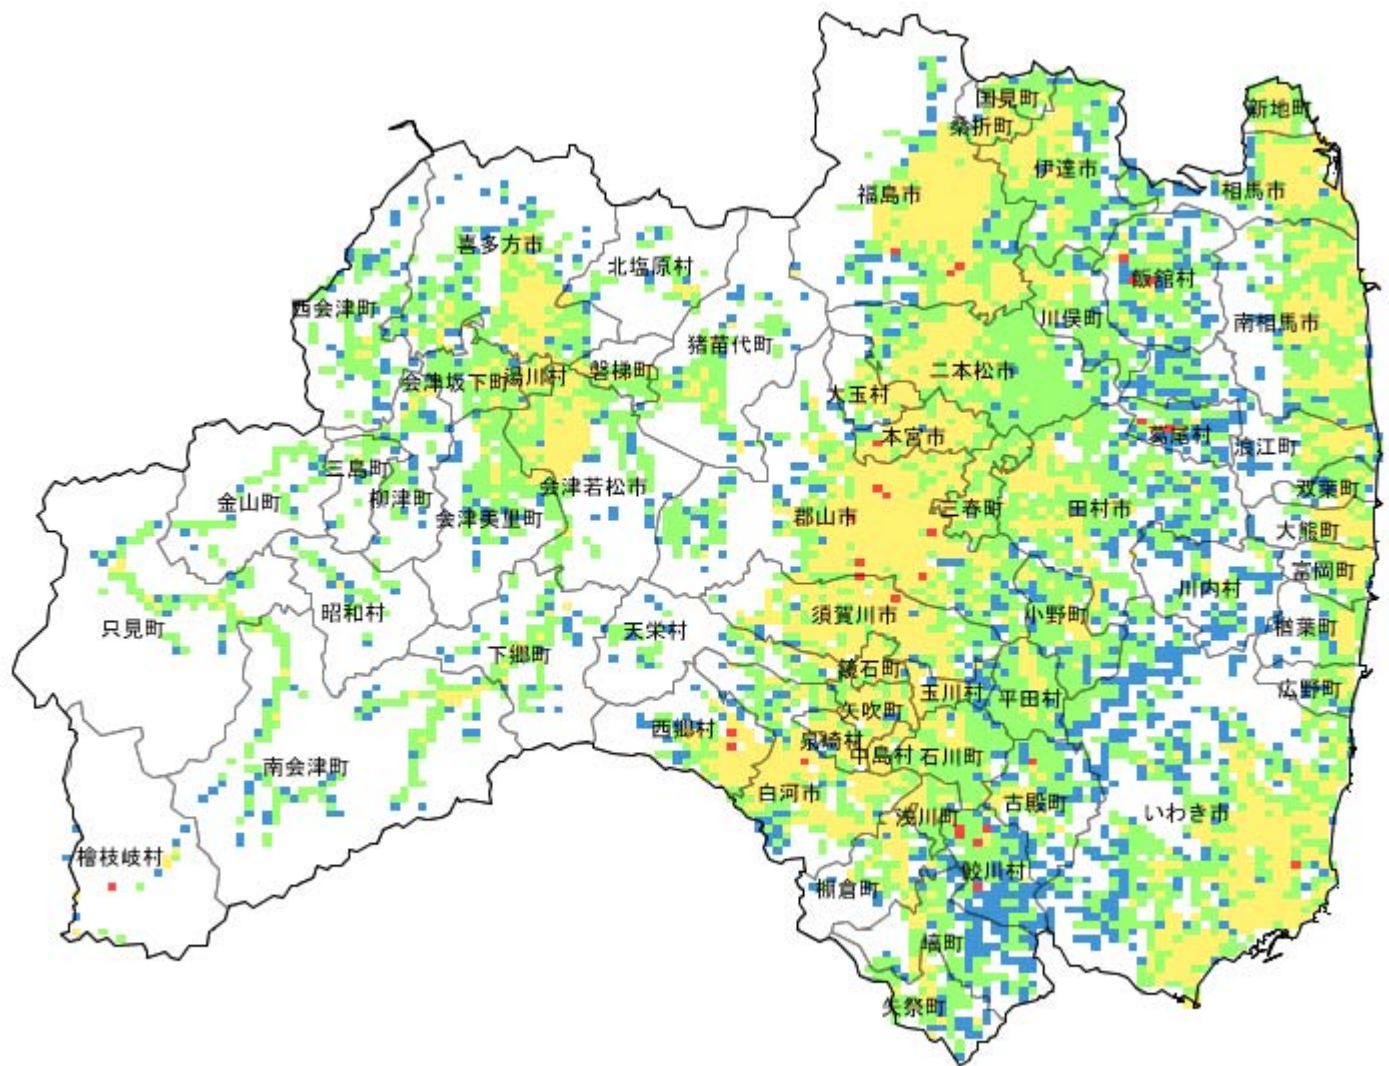 国見町
新地町
桑折町
伊達市
相馬市
福島市
喜多方市
北塩原村
飯舘村
西会津町
川俣町
南相馬市
猪苗代町
会津坂下町
湯川村
磐梯町
二本松市
大玉村
本宮市
葛尾村
浪江町
三島町
会津若松市
双葉町
金山町
柳津町
会津美里町
郡山市
三春町
田村市
大熊町
富岡町
川内村
昭和村
須賀川市
小野町
只見町
天栄村
楢葉町
下郷町
鏡石町
玉川村
平田村
広野町
矢吹町
西郷村
泉崎村
中島村
石川町
南会津町
白河市
古殿町
浅川町
いわき市
檜枝岐村
鮫川村
棚倉町
塙町
矢祭町